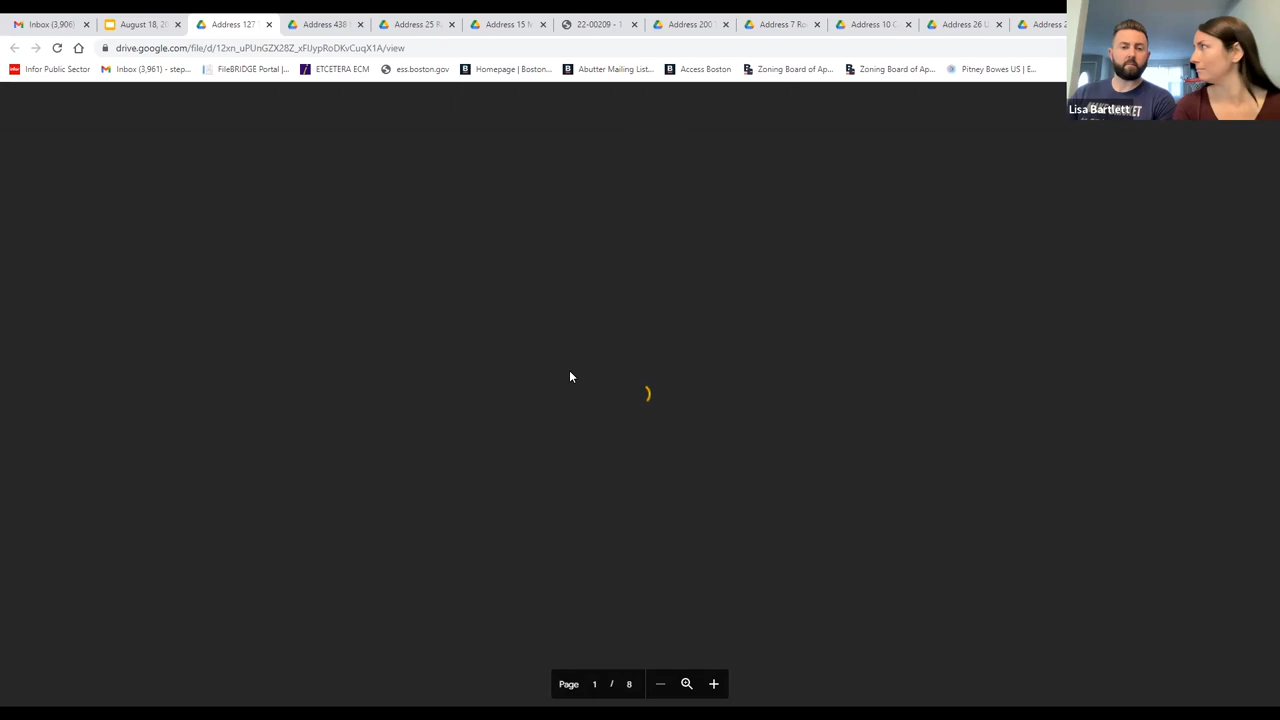 Inbox (3,906)
August 18, 20
Address 127
Address 438
Address 25 R
Address 15 M
22-00209 - 1
Address 200
Address 7 Ro
Address 10 C
Address 26 U
Address 2
drive.google.com/file/d/12xn_uPUnGZX28Z_xFUypRoDKvCuqX1A/view
Infor Public Sector
Inbox (3,961) - step...
FileBRIDGE Portal |...
ETCETERA ECM
ess.boston.gov
Homepage | Boston...
Abutter Mailing List...
Access Boston
Zoning Board of Ap...
Zoning Board of Ap...
Pitney Bowes US | E...
Lisa Bartlett
Page 1 / 8